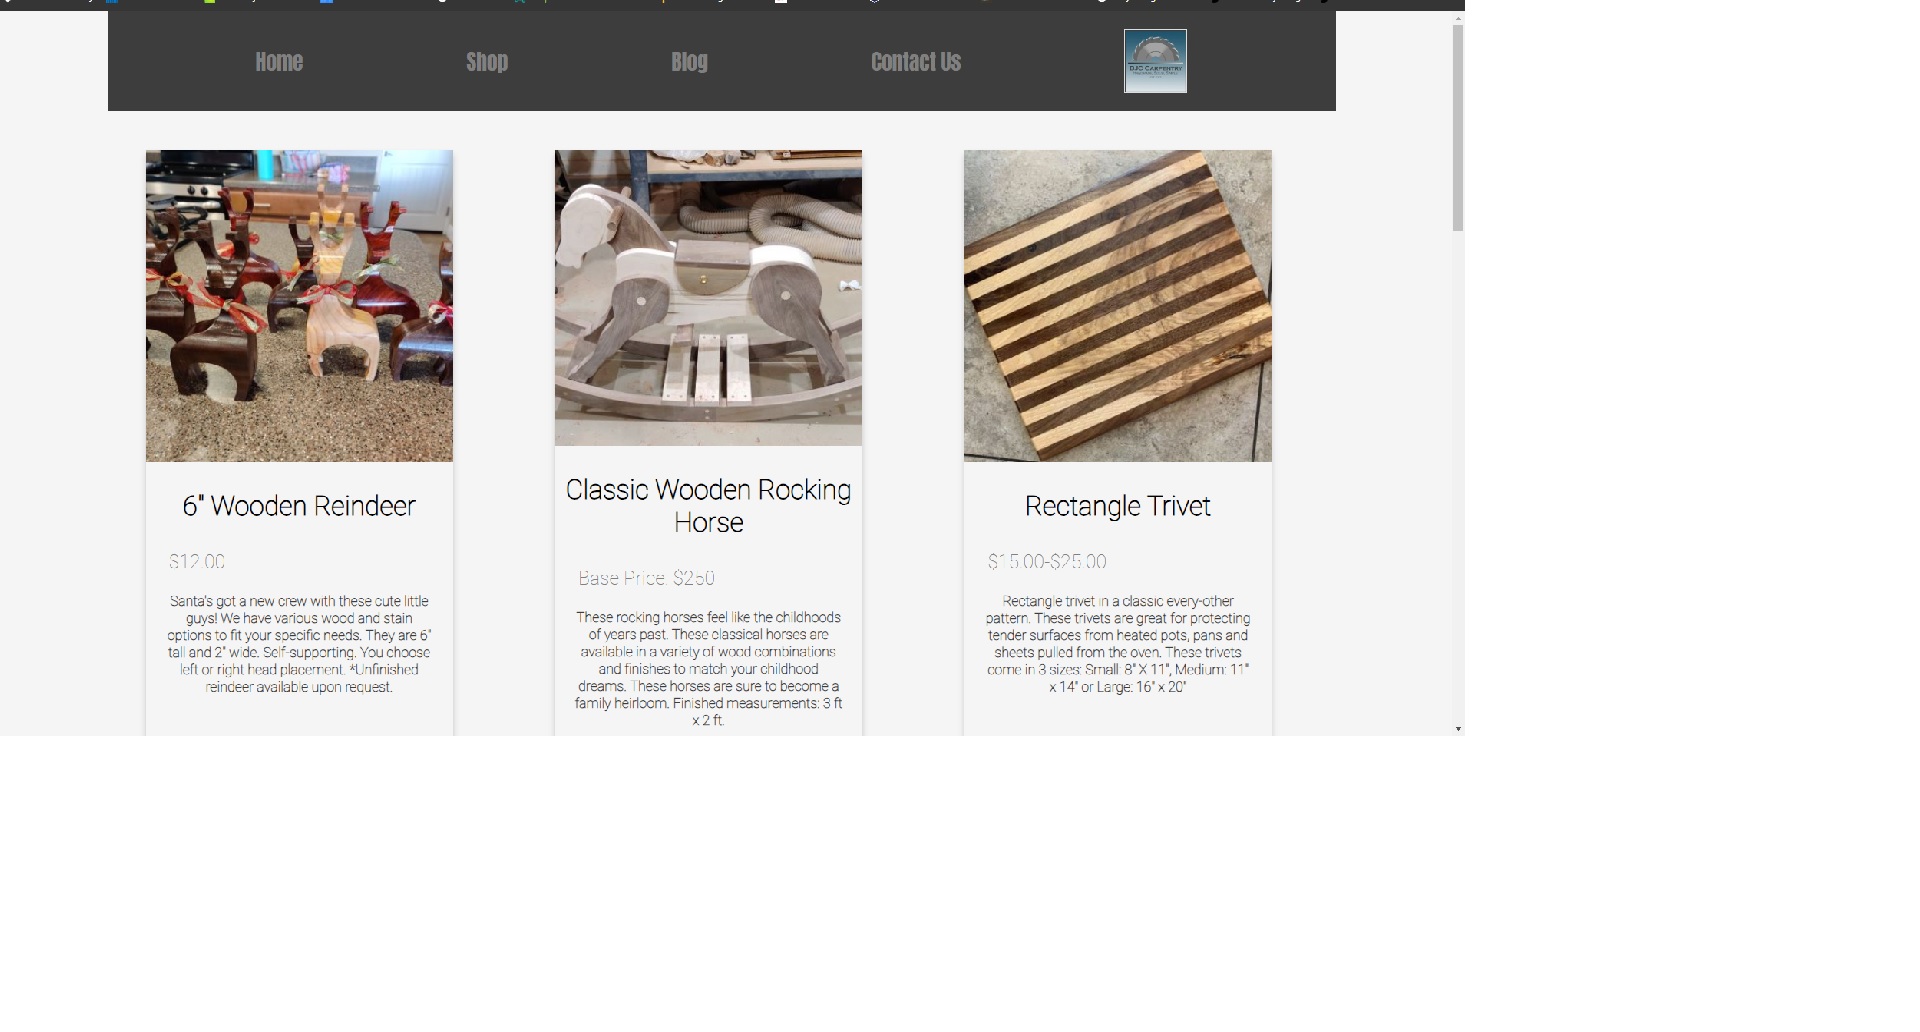 Home
Shop
Blog
Contact Us
DJC CARPENTRY
6" Wooden Reindeer
$12.00
Santa's got a new crew with these cute little
guys! We have various wood and stain
options to fit your specific needs. They are 6"
tall and 2" wide. Self-supporting. You choose
left or right head placement. *Unfinished
reindeer available upon request.
Classic Wooden Rocking
Horse
Base Price: $250
These rocking horses feel like the childhoods
of years past. These classical horses are
available in a variety of wood combinations
and finishes to match your childhood
dreams. These horses are sure to become a
family heirloom. Finished measurements: 3 ft
x 2 ft.
Rectangle Trivet
$15.00-$25.00
Rectangle trivet in a classic every-other
pattern. These trivets are great for protecting
tender surfaces from heated pots, pans and
sheets pulled from the oven. These trivets
come in 3 sizes: Small: 8" X 11", Medium: 11"
x 14" or Large: 16" x 20"